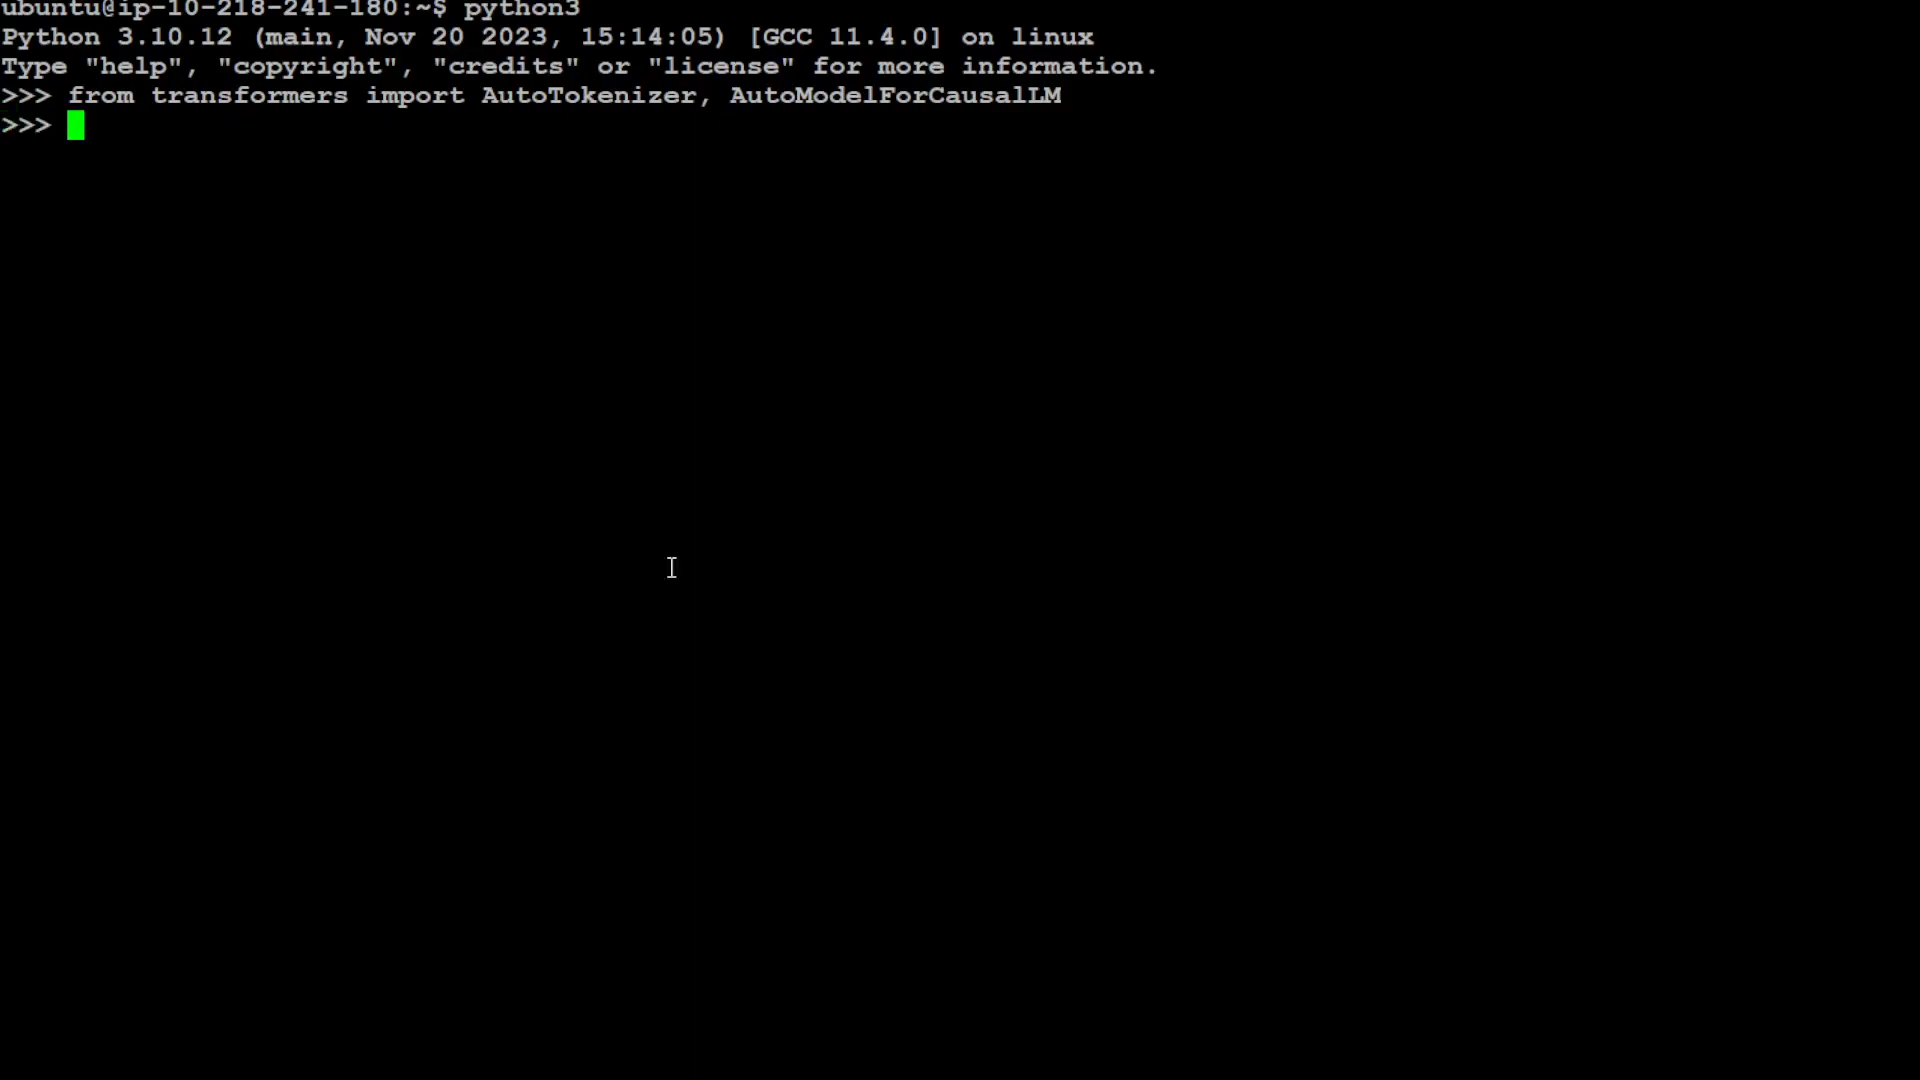 ubuntu@ip-10-218-241-180:~$ python3
Python 3.10.12 (main, Nov 20 2023, 15:14:05) [GCC 11.4.0] on linux
Type "help", "copyright", "credits" or "license" for more information.
>>> from transformers import AutoTokenizer, AutoModelForCausalLM
>>>